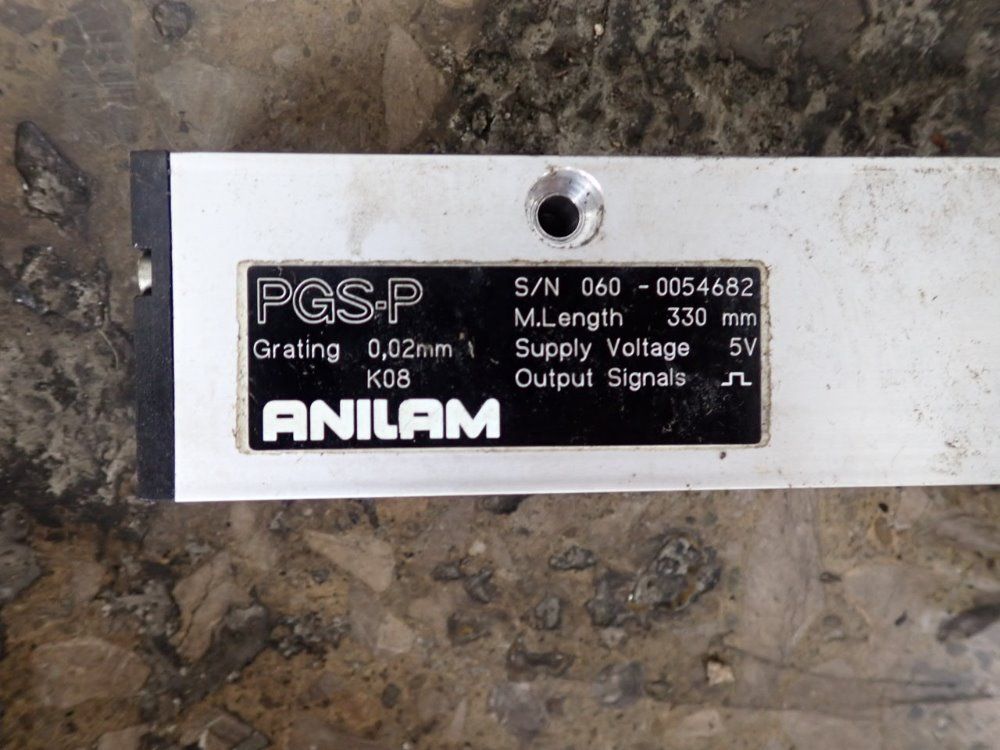 PGS-P
Grating 0,02mm
K08
ANILAM
S/N 060 -0054682
M.Length 330 mm
Supply Voltage 5V
Output Signals